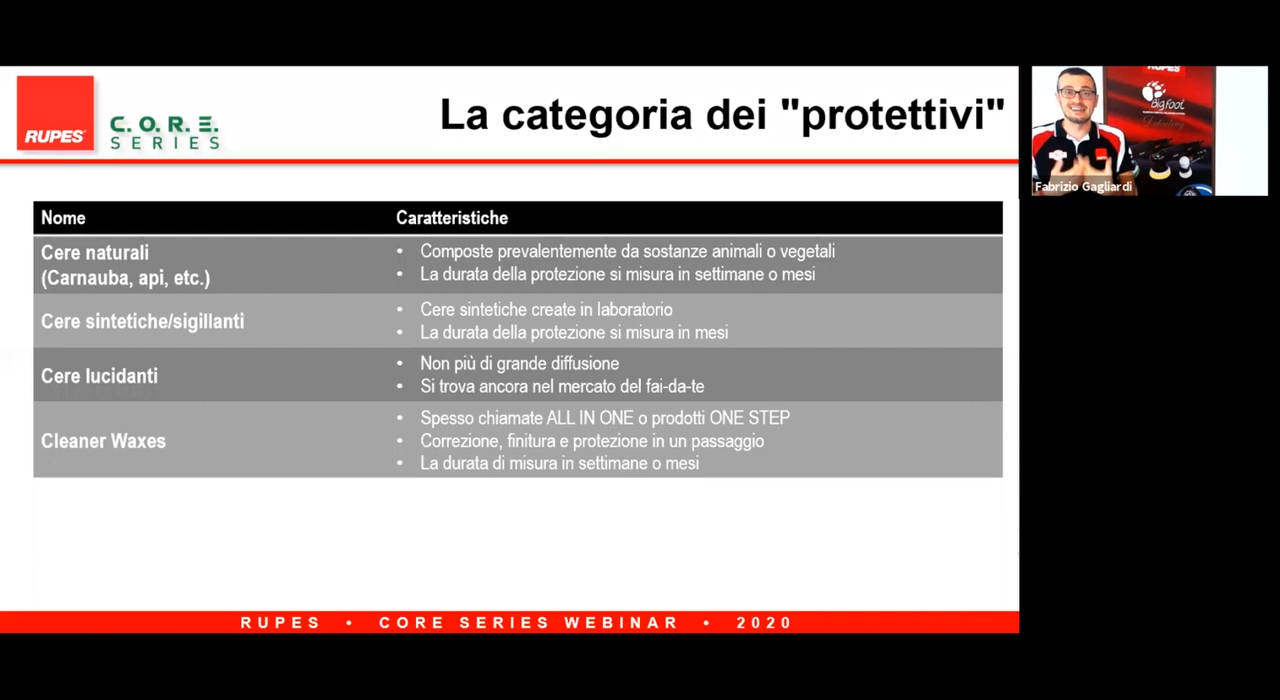 RUPES
C.O.R.E.
SERIES
La categoria dei "protettivi"
Nome
Caratteristiche
Cere naturali
(Carnauba, api, etc.)
• Composte prevalentemente da sostanze animali o vegetali
• La durata della protezione si misura in settimane o mesi
Cere sintetiche/sigillanti
• Cere sintetiche create in laboratorio
• La durata della protezione si misura in mesi
Cere lucidanti
• Non più di grande diffusione
• Si trova ancora nel mercato del fai-da-te
Cleaner Waxes
• Spesso chiamate ALL IN ONE o prodotti ONE STEP
• Correzione, finitura e protezione in un passaggio
• La durata di misura in settimane o mesi
RUPES • CORE SERIES WEBINAR • 2020
RUPES
Bigfoot
Fabrizio Gagliardi